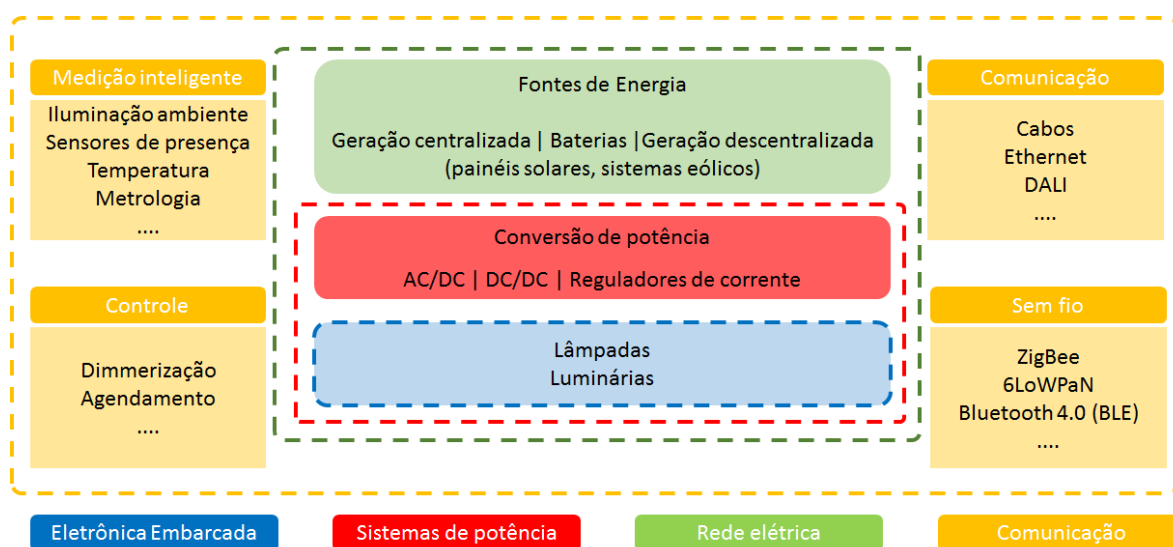 Medição inteligente
Iluminação ambiente
Sensores de presença
Temperatura
Metrologia
....
Controle
Dimmerização
Agendamento
....
Fontes de Energia
Geração centralizada | Baterias |Geração descentralizada
(painéis solares, sistemas eólicos)
Conversão de potência
AC/DC | DC/DC | Reguladores de corrente
Lâmpadas
Luminárias
Comunicação
Cabos
Ethernet
DALI
....
Sem fio
ZigBee
6LoWPaN
Bluetooth 4.0 (BLE)
....
Eletrônica Embarcada
Sistemas de potência
Rede elétrica
Comunicação